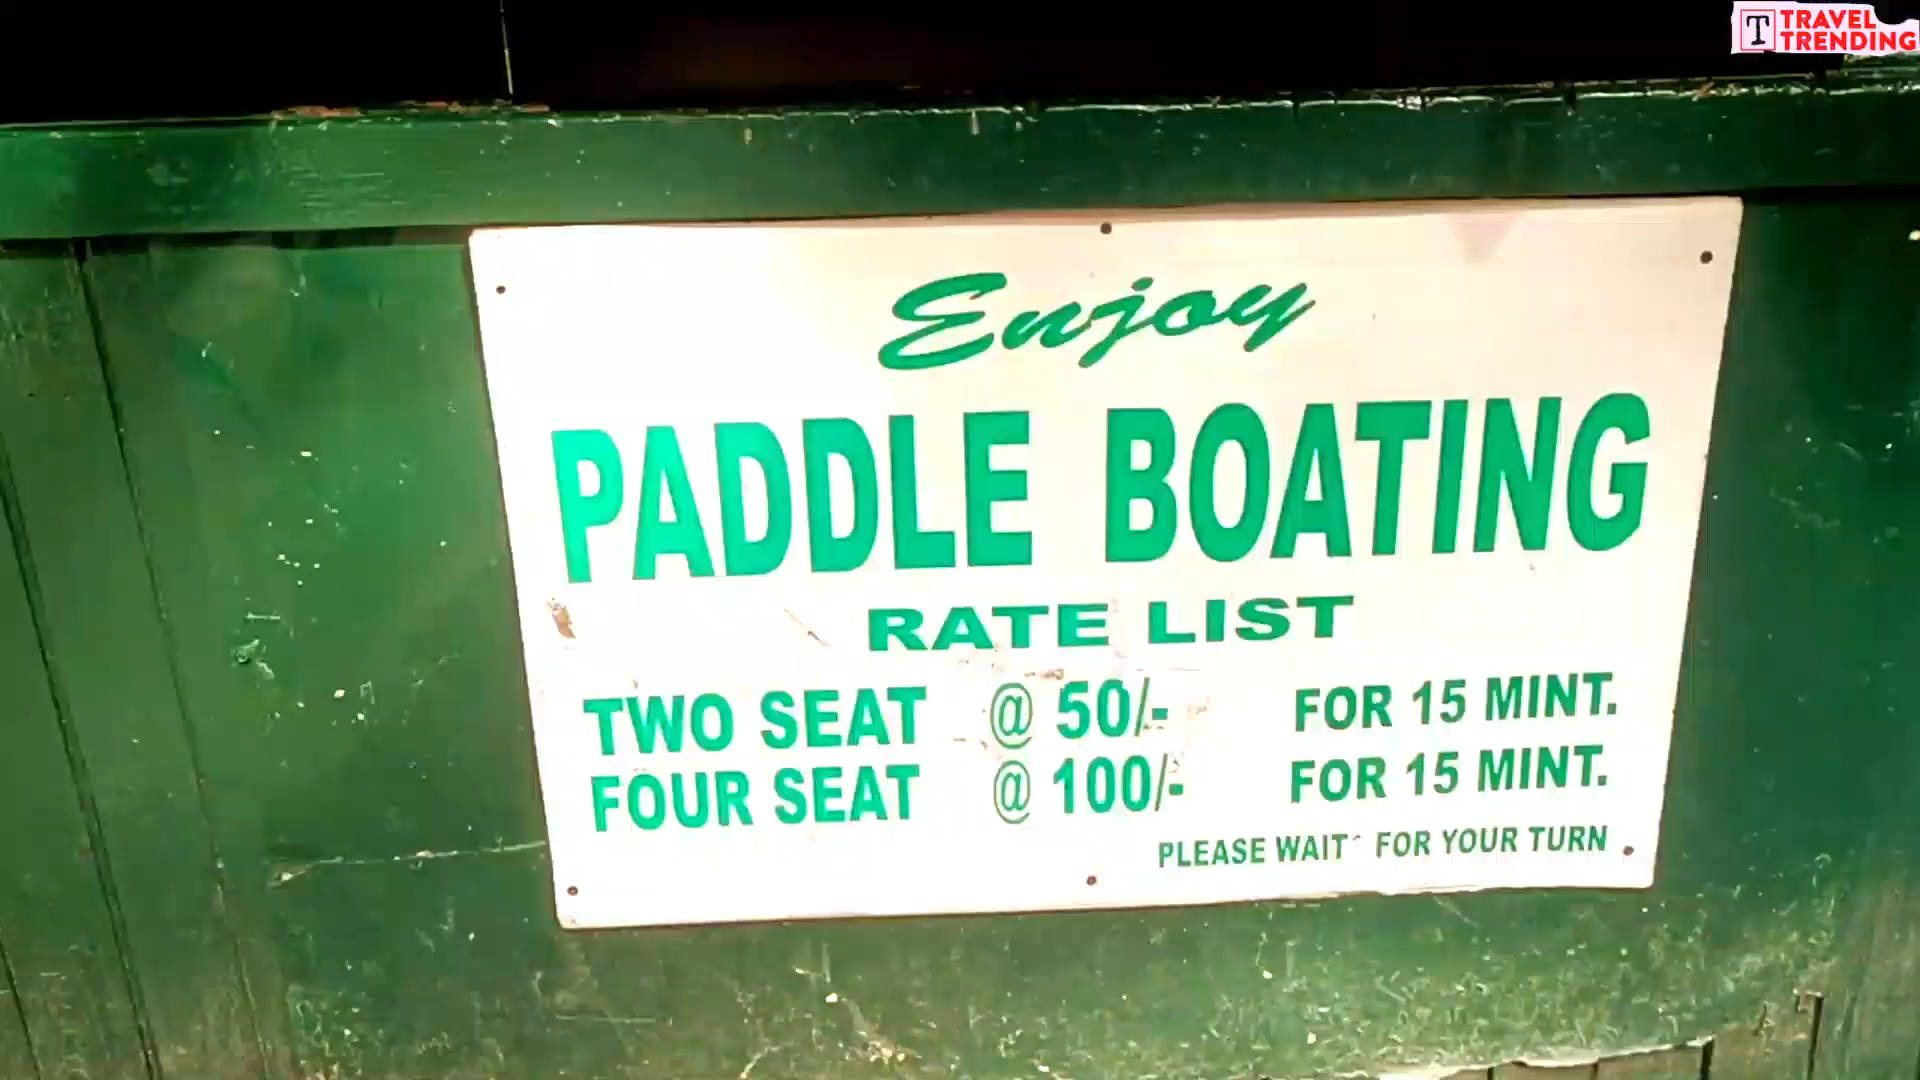 TRAVEL
TRENDING
Enjoy
PADDLE BOATING
RATE LIST
TWO SEAT @ 50/- FOR 15 MINT.
FOUR SEAT @ 100/- FOR 15 MINT.
PLEASE WAIT FOR YOUR TURN